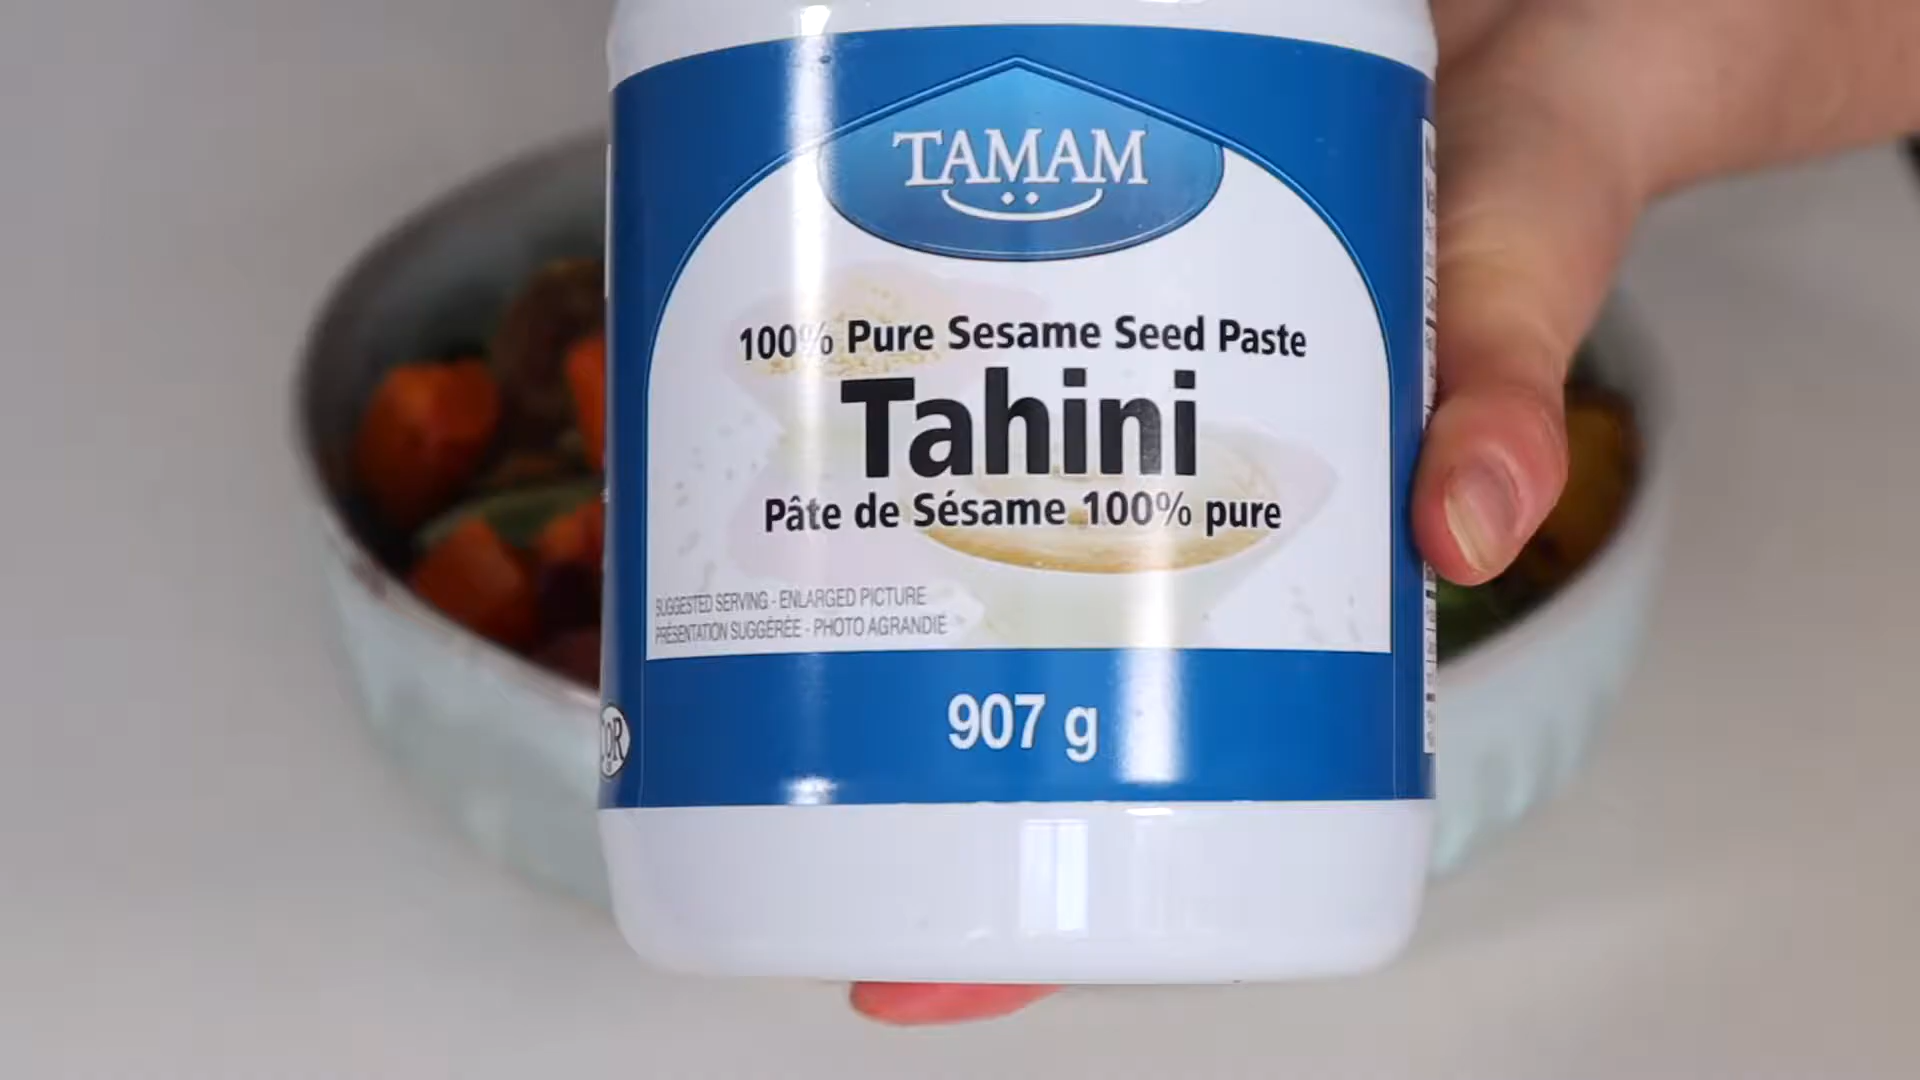 TAMAM
100% Pure Sesame Seed Paste
Tahini
Pâte de Sésame 100% pure
SUGGESTED SERVING - ENLARGED PICTURE
PRÉSENTATION SUGGÉRÉE - PHOTO AGRANDIE
907 g